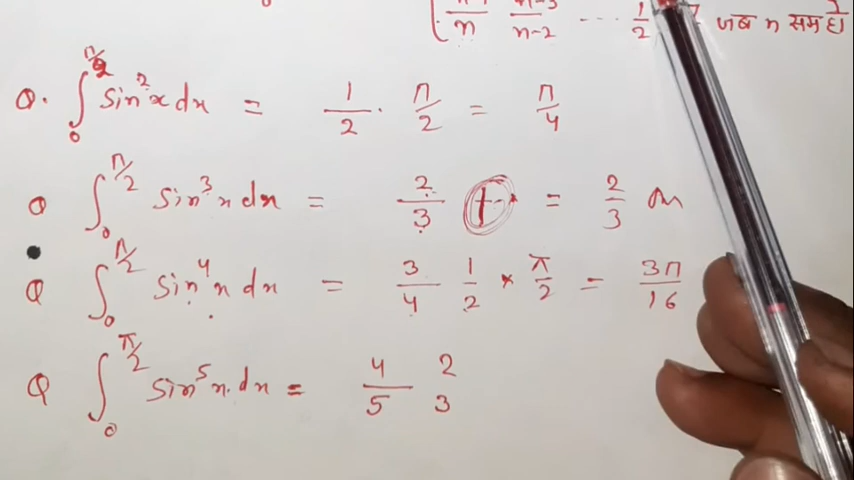 n n-2 ... 1/2 जब n सम
Q. ∫₀^π/2 sin²x dx = 1/2 . π/2 = π/4
Q ∫₀^π/2 sin³x dx = 2/3 = 2/3
Q ∫₀^π/2 sin⁴x dx = 3/4 1/2 × π/2 = 3π/16
Q ∫₀^π/2 sin⁵x.dx = 4/5 2/3